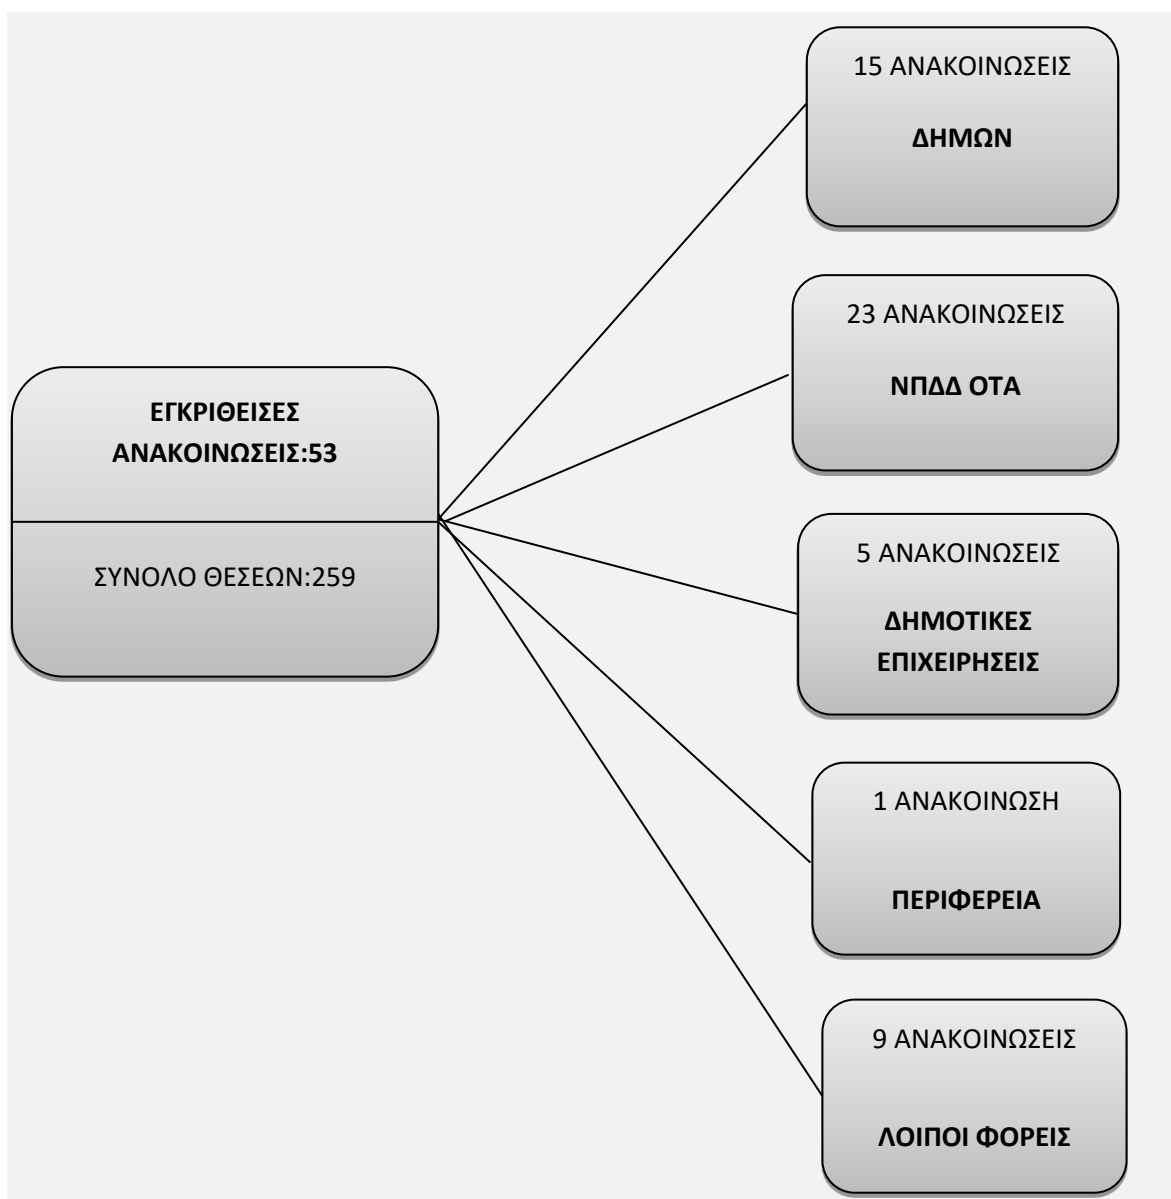 15 ΑΝΑΚΟΙΝΩΣΕΙΣ
ΔΗΜΩΝ
23 ΑΝΑΚΟΙΝΩΣΕΙΣ
ΝΠΔΔ ΟΤΑ
ΕΓΚΡΙΘΕΙΣΕΣ
ΑΝΑΚΟΙΝΩΣΕΙΣ:53
ΣΥΝΟΛΟ ΘΕΣΕΩΝ:259
5 ΑΝΑΚΟΙΝΩΣΕΙΣ
ΔΗΜΟΤΙΚΕΣ
ΕΠΙΧΕΙΡΗΣΕΙΣ
1 ΑΝΑΚΟΙΝΩΣΗ
ΠΕΡΙΦΕΡΕΙΑ
9 ΑΝΑΚΟΙΝΩΣΕΙΣ
ΛΟΙΠΟΙ ΦΟΡΕΙΣ